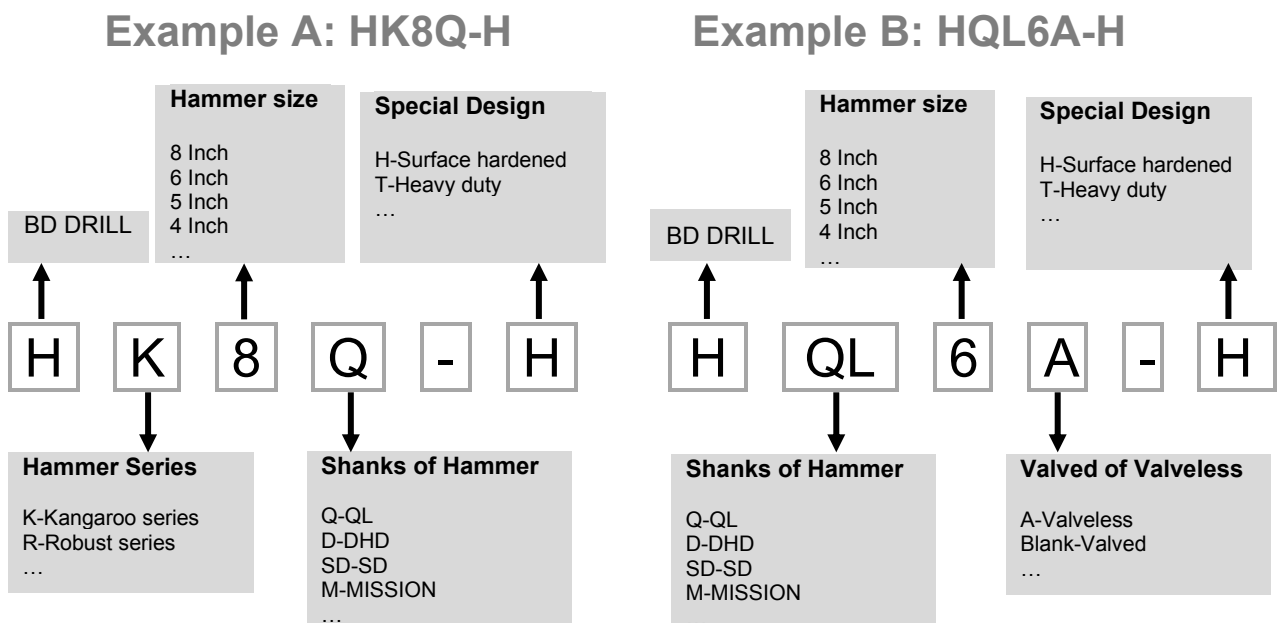 Example A: HK8Q-H
Hammer size
8 Inch
6 Inch
5 Inch
4 Inch
…
Special Design
H-Surface hardened
T-Heavy duty
…
BD DRILL
H K 8 Q - H
Hammer Series
K-Kangaroo series
R-Robust series
…
Shanks of Hammer
Q-QL
D-DHD
SD-SD
M-MISSION
…
Example B: HQL6A-H
Hammer size
8 Inch
6 Inch
5 Inch
4 Inch
…
Special Design
H-Surface hardened
T-Heavy duty
…
BD DRILL
H QL 6 A - H
Shanks of Hammer
Q-QL
D-DHD
SD-SD
M-MISSION
Valved of Valveless
A-Valveless
Blank-Valved
…